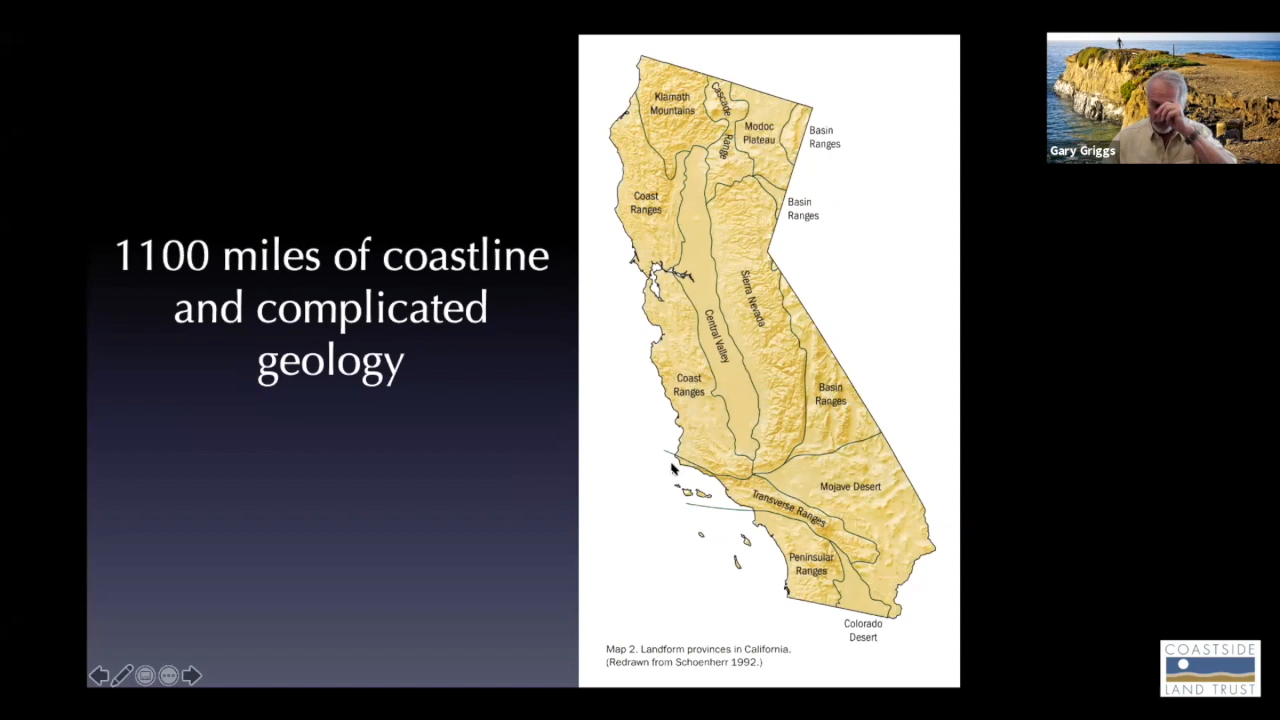 1100 miles of coastline
and complicated
geology
Klamath
Mountains
Cascade
Range
Modoc
Plateau
Basin
Ranges
Coast
Ranges
Basin
Ranges
Sierra Nevada
Central Valley
Coast
Ranges
Basin
Ranges
Mojave Desert
Transverse Ranges
Peninsular
Ranges
Colorado
Desert
Map 2. Landform provinces in California.
(Redrawn from Schoenherr 1992.)
Gary Griggs
COASTSIDE
LAND TRUST